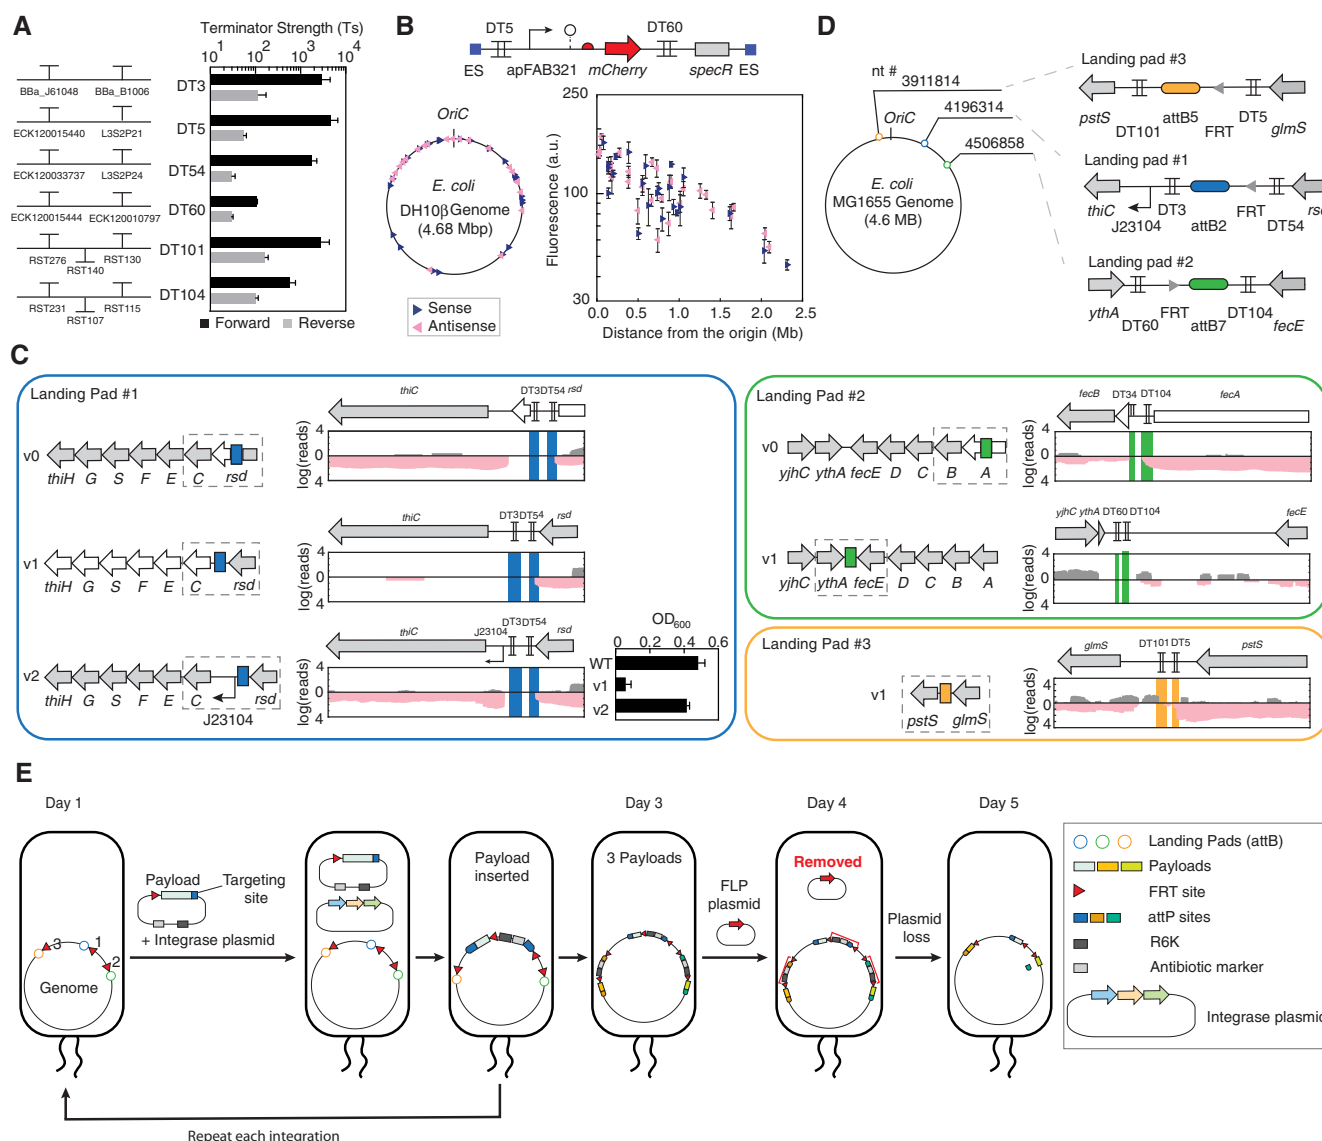 A
Terminator Strength (Ts)
10^1 10^2 10^3 10^4
BBa_J61048 BBa_B1006 DT3
ECK120015440 L3S2P21 DT5
ECK120033737 L3S2P24 DT54
ECK120015444 ECK120010797 DT60
RST276 RST140 RST130 DT101
RST231 RST107 RST115 DT104
Forward Reverse
B
DT5 DT60
ES apFAB321 mCherry specR ES
OriC
E. coli
DH10β Genome
(4.68 Mbp)
Sense
Antisense
Fluorescence (a.u.)
250
100
30
0.0 0.5 1.0 1.5 2.0 2.5
Distance from the origin (Mb)
D
nt #
3911814
4196314
4506858
OriC
E. coli
MG1655 Genome
(4.6 MB)
Landing pad #3
pstS DT101 attB5 FRT DT5 glmS
Landing pad #1
thiC J23104 DT3 attB2 FRT DT54 rsd
Landing pad #2
ythA DT60 FRT attB7 DT104 fecE
C
Landing Pad #1
v0
thiH G S F E C rsd
thiC DT3 DT54 rsd
log(reads)
4
0
4
v1
thiH G S F E C rsd
thiC DT3 DT54 rsd
log(reads)
4
0
4
v2
thiH G S F E C rsd
J23104
thiC J23104 DT3 DT54 rsd
log(reads)
4
0
4
OD600
0 0.2 0.4 0.6
WT
v1
v2
Landing Pad #2
v0
yjhC ythA fecE D C B A
fecB DT34 DT104 fecA
log(reads)
4
0
4
v1
yjhC ythA fecE D C B A
yjhC ythA DT60 DT104 fecE
log(reads)
4
0
4
Landing Pad #3
v1
pstS glmS
glmS DT101 DT5 pstS
log(reads)
4
0
4
E
Day 1
Day 3
Day 4
Day 5
Payload
Targeting
site
+ Integrase plasmid
3 1 2
Genome
Payload
inserted
3 Payloads
FLP
plasmid
Removed
Plasmid
loss
Repeat each integration
Landing Pads (attB)
Payloads
FRT site
attP sites
R6K
Antibiotic marker
Integrase plasmid